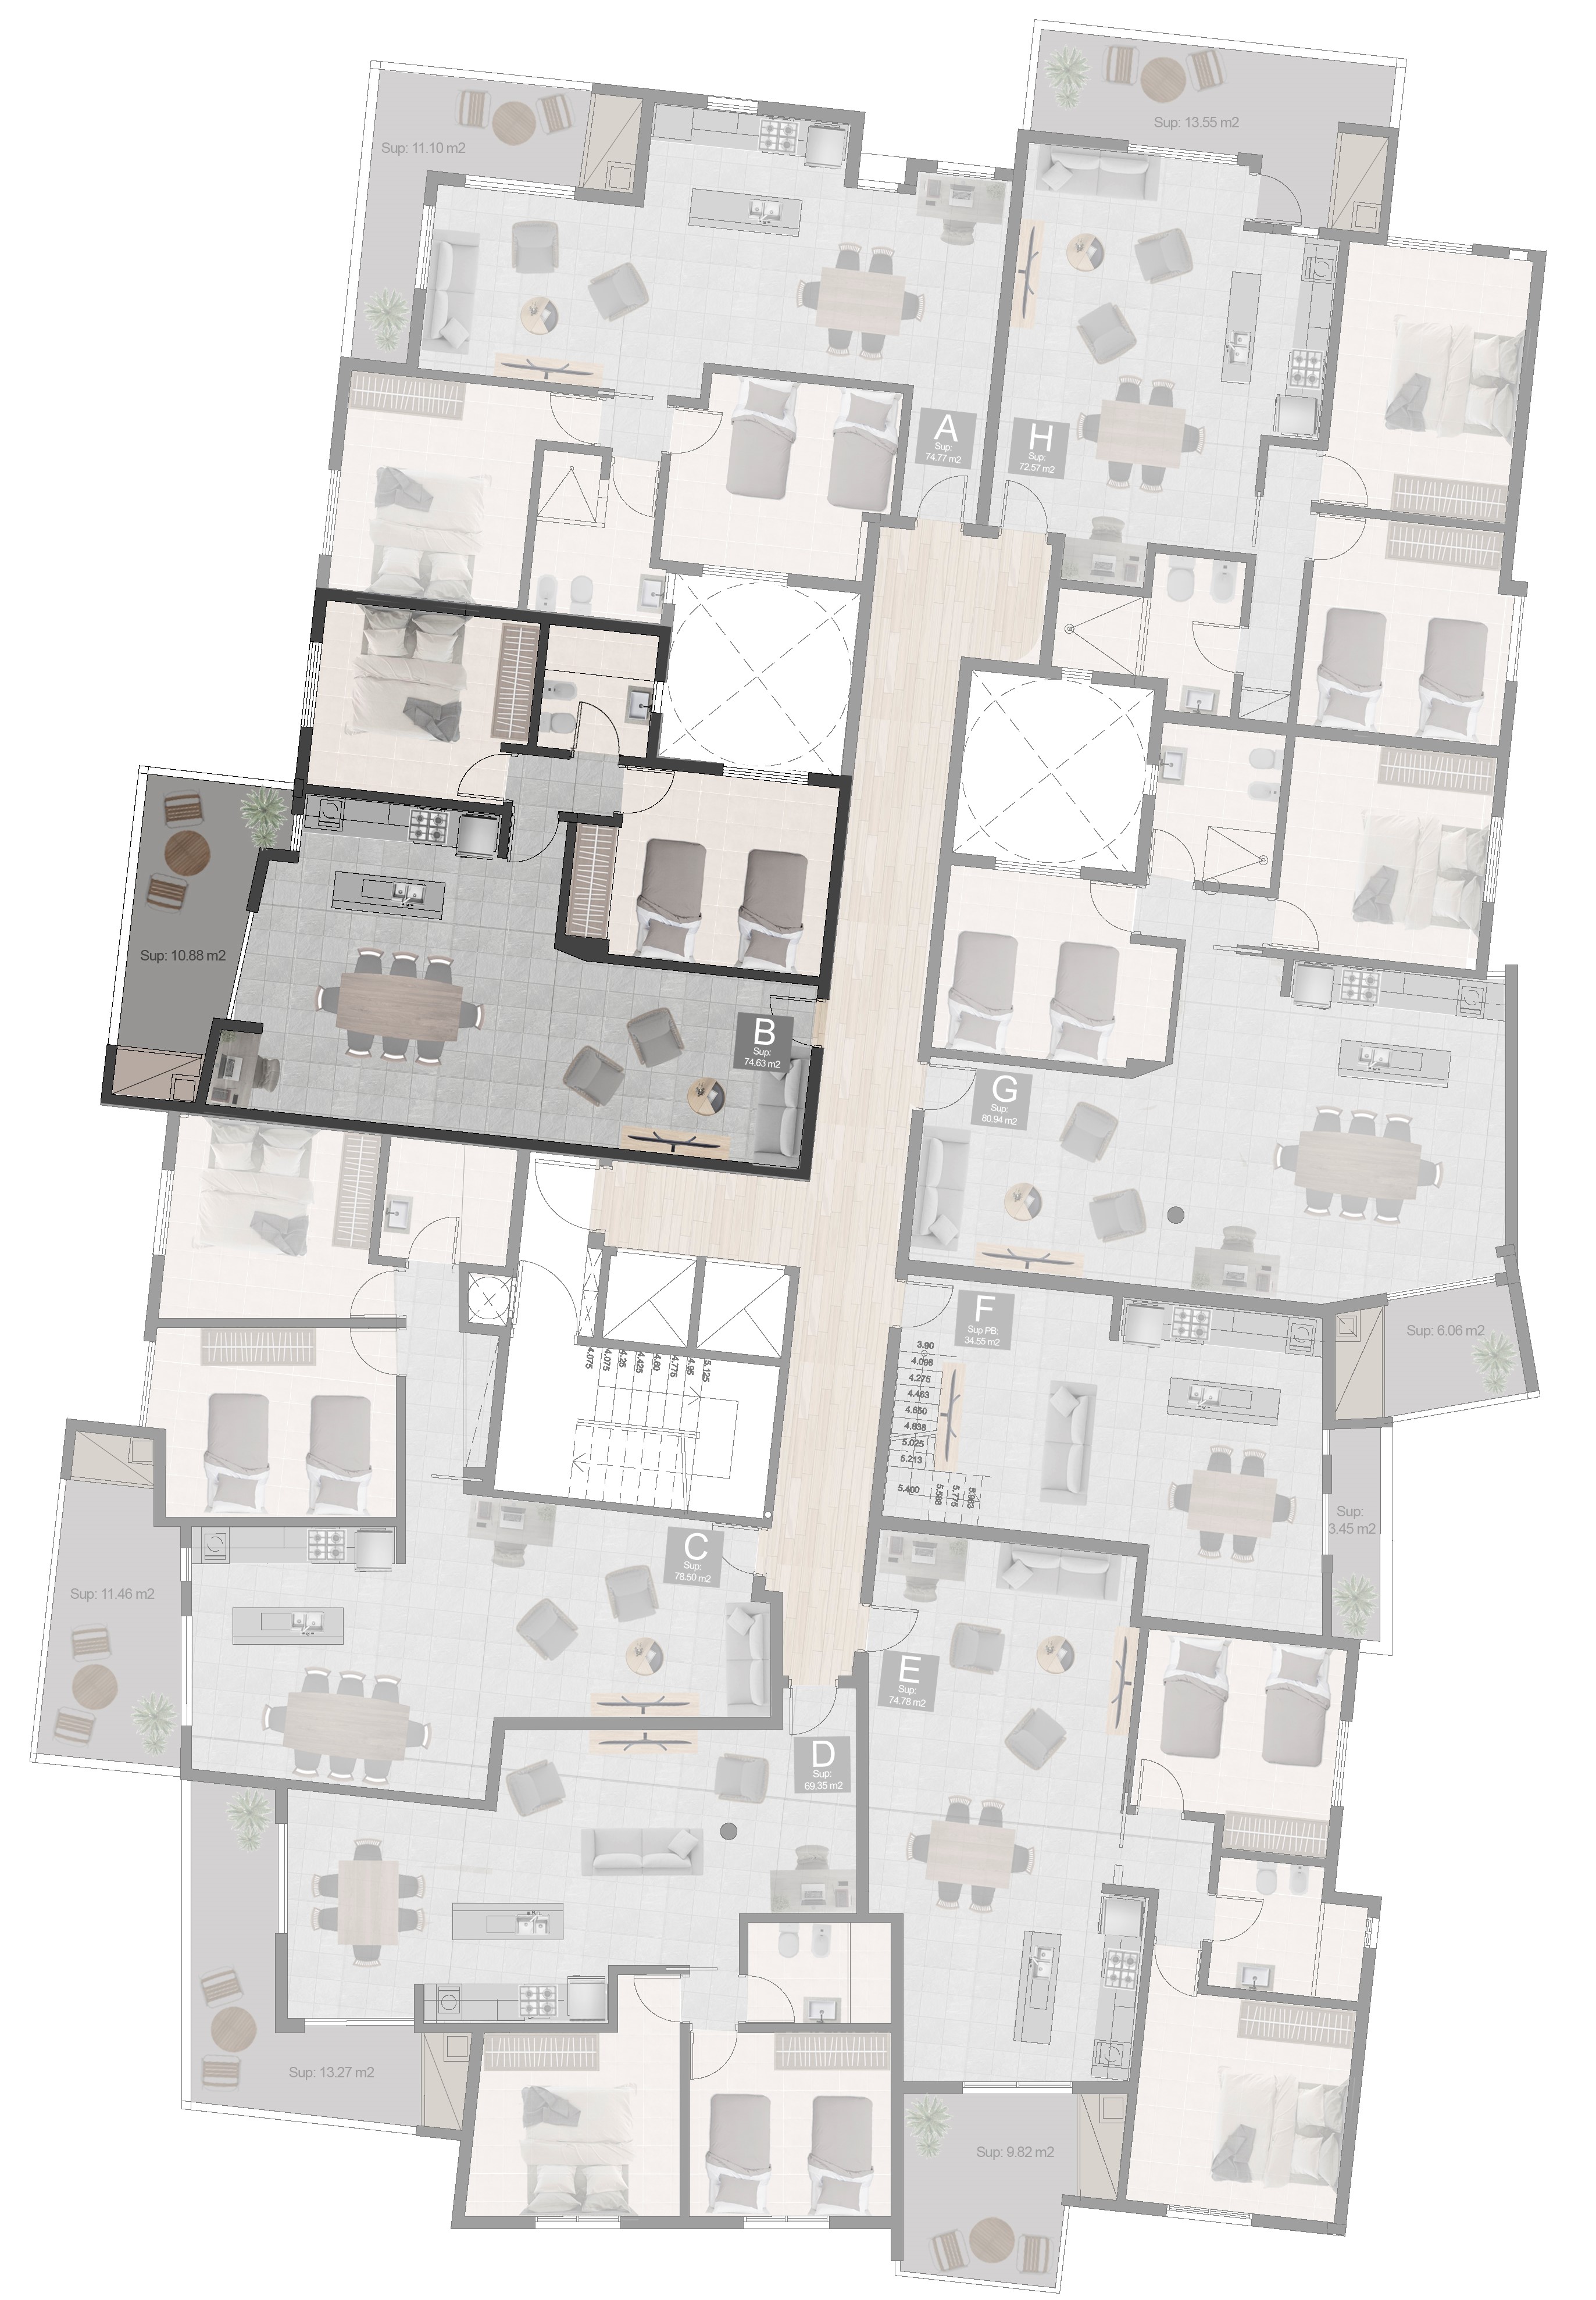 Sup: 13.55 m2
Sup: 11.10 m2
A
Sup:
74.77 m2
H
Sup:
72.57 m2
Sup: 10.88 m2
B
Sup:
74.63 m2
G
Sup:
80.94 m2
F
Sup PB:
34.55 m2
Sup: 6.06 m2
3.90
4.098
4.275
4.463
4.650
4.838
5.025
5.213
5.400
5.588
5.775
5.963
4.075
4.075
4.25
4.425
4.60
4.775
4.95
5.125
Sup:
3.45 m2
C
Sup:
78.50 m2
Sup: 11.46 m2
E
Sup:
74.78 m2
D
Sup:
69.35 m2
Sup: 13.27 m2
Sup: 9.82 m2